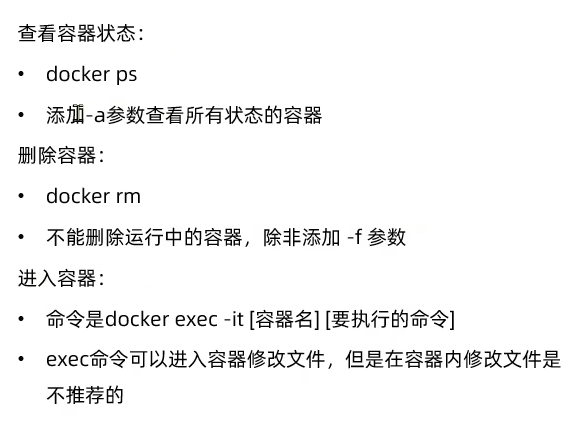 查看容器状态：
• docker ps
• 添加-a参数查看所有状态的容器
删除容器：
• docker rm
• 不能删除运行中的容器，除非添加 -f 参数
进入容器：
• 命令是docker exec -it [容器名] [要执行的命令]
• exec命令可以进入容器修改文件，但是在容器内修改文件是
不推荐的